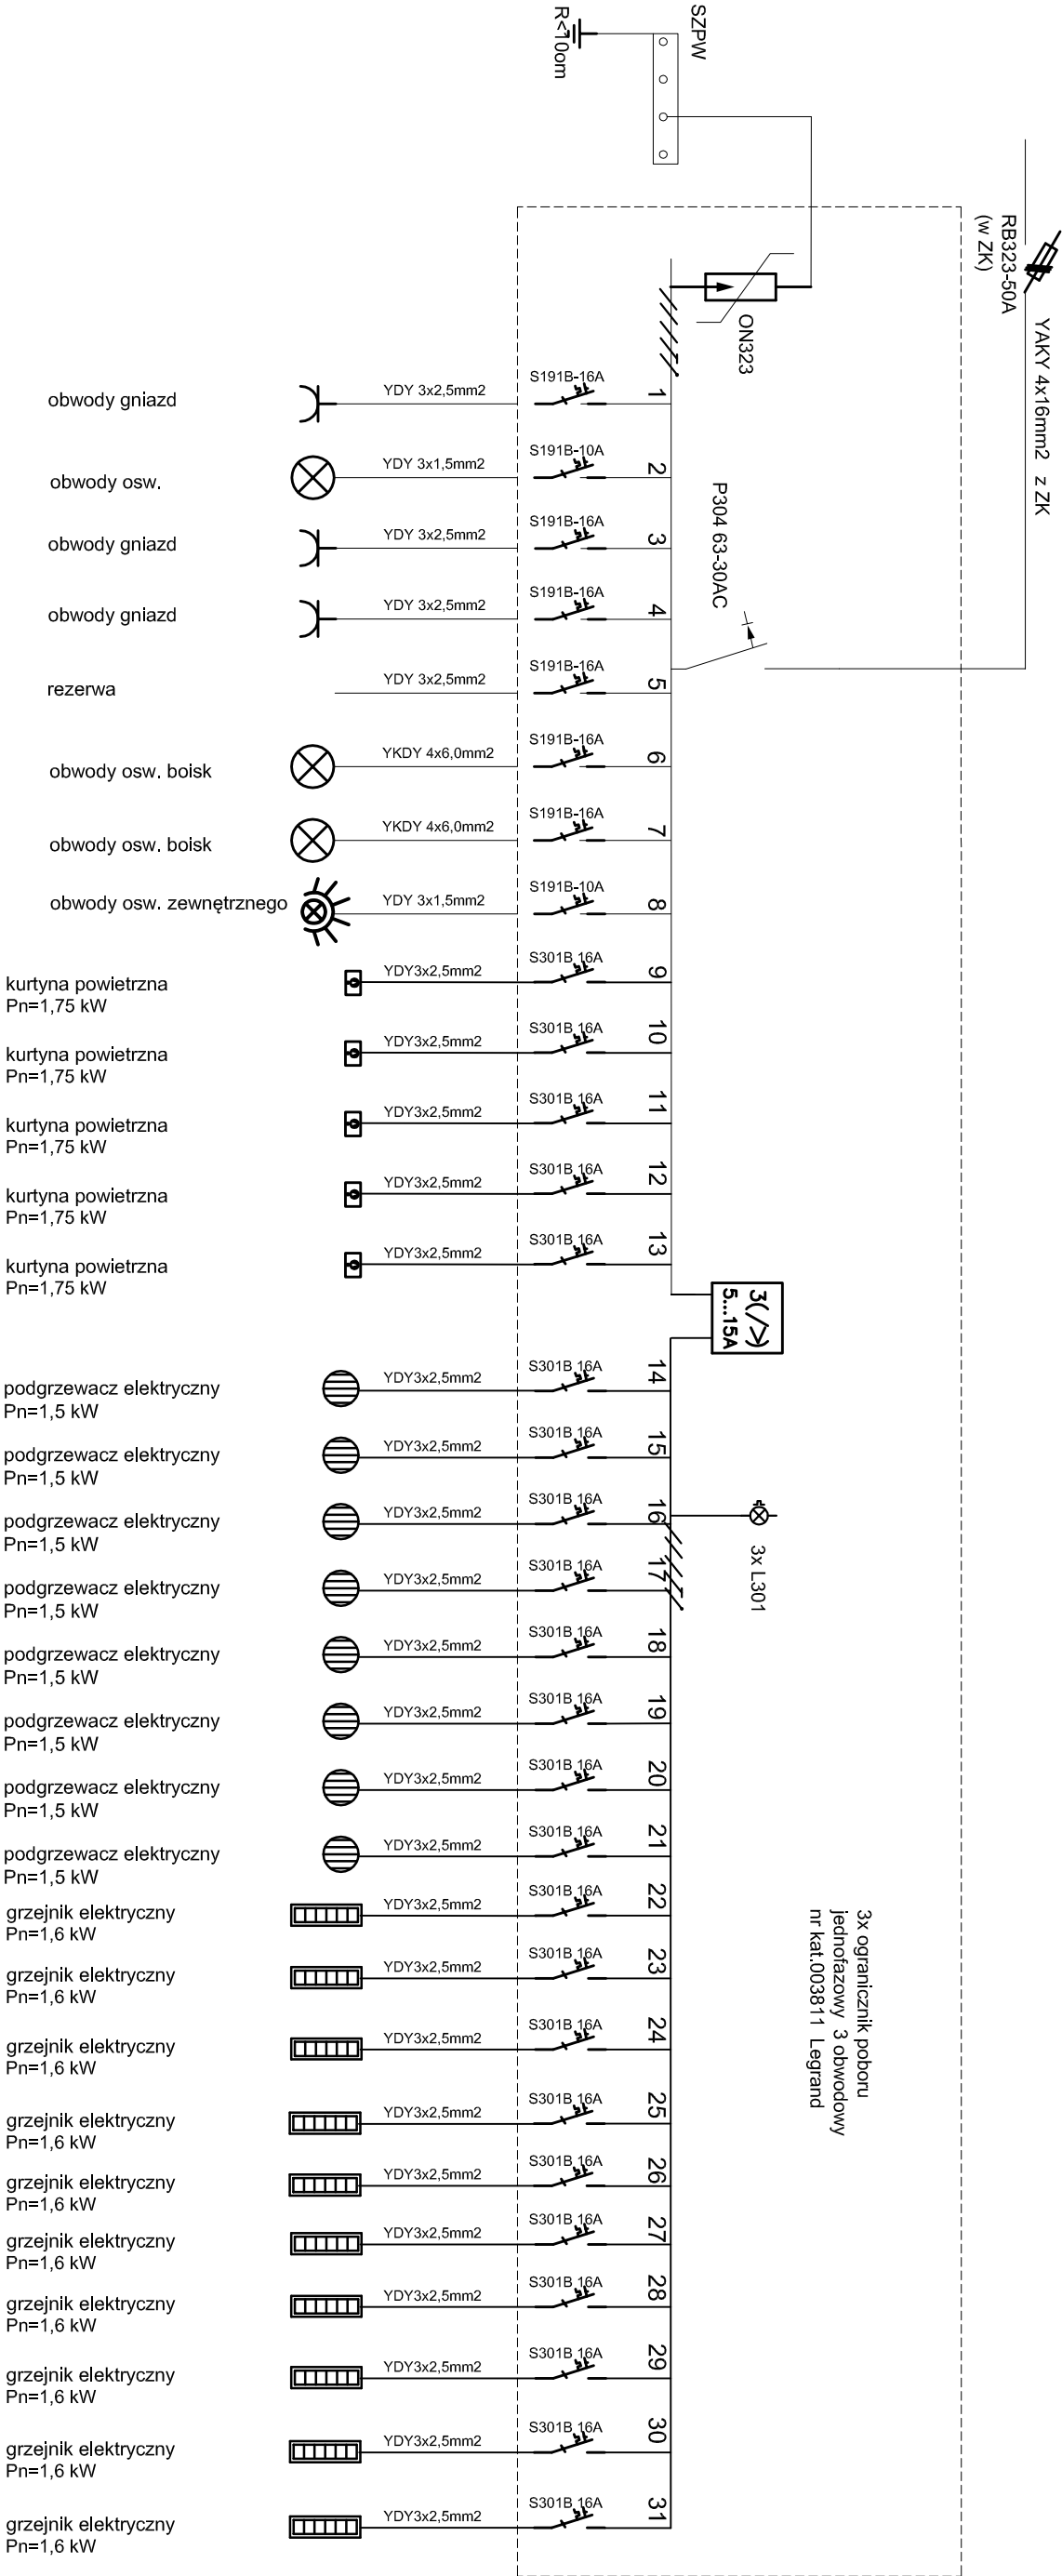 SZPW
R<10om
RB323-50A
(w ZK)
YAKY 4x16mm2 z ZK
ON323
P304 63-30AC
obwody gniazd
YDY 3x2,5mm2
S191B-16A
1
obwody osw.
YDY 3x1,5mm2
S191B-10A
2
obwody gniazd
YDY 3x2,5mm2
S191B-16A
3
obwody gniazd
YDY 3x2,5mm2
S191B-16A
4
rezerwa
YDY 3x2,5mm2
S191B-16A
5
obwody osw. boisk
YKDY 4x6,0mm2
S191B-16A
6
obwody osw. boisk
YKDY 4x6,0mm2
S191B-16A
7
obwody osw. zewnętrznego
YDY 3x1,5mm2
S191B-10A
8
kurtyna powietrzna
Pn=1,75 kW
YDY3x2,5mm2
S301B 16A
9
kurtyna powietrzna
Pn=1,75 kW
YDY3x2,5mm2
S301B 16A
10
kurtyna powietrzna
Pn=1,75 kW
YDY3x2,5mm2
S301B 16A
11
kurtyna powietrzna
Pn=1,75 kW
YDY3x2,5mm2
S301B 16A
12
kurtyna powietrzna
Pn=1,75 kW
YDY3x2,5mm2
S301B 16A
13
3(/>)
5...15A
podgrzewacz elektryczny
Pn=1,5 kW
YDY3x2,5mm2
S301B 16A
14
podgrzewacz elektryczny
Pn=1,5 kW
YDY3x2,5mm2
S301B 16A
15
podgrzewacz elektryczny
Pn=1,5 kW
YDY3x2,5mm2
S301B 16A
16
3x L301
podgrzewacz elektryczny
Pn=1,5 kW
YDY3x2,5mm2
S301B 16A
17
podgrzewacz elektryczny
Pn=1,5 kW
YDY3x2,5mm2
S301B 16A
18
podgrzewacz elektryczny
Pn=1,5 kW
YDY3x2,5mm2
S301B 16A
19
podgrzewacz elektryczny
Pn=1,5 kW
YDY3x2,5mm2
S301B 16A
20
podgrzewacz elektryczny
Pn=1,5 kW
YDY3x2,5mm2
S301B 16A
21
3x ogranicznik poboru
jednofazowy 3 obwodowy
nr kat.003811 Legrand
grzejnik elektryczny
Pn=1,6 kW
YDY3x2,5mm2
S301B 16A
22
grzejnik elektryczny
Pn=1,6 kW
YDY3x2,5mm2
S301B 16A
23
grzejnik elektryczny
Pn=1,6 kW
YDY3x2,5mm2
S301B 16A
24
grzejnik elektryczny
Pn=1,6 kW
YDY3x2,5mm2
S301B 16A
25
grzejnik elektryczny
Pn=1,6 kW
YDY3x2,5mm2
S301B 16A
26
grzejnik elektryczny
Pn=1,6 kW
YDY3x2,5mm2
S301B 16A
27
grzejnik elektryczny
Pn=1,6 kW
YDY3x2,5mm2
S301B 16A
28
grzejnik elektryczny
Pn=1,6 kW
YDY3x2,5mm2
S301B 16A
29
grzejnik elektryczny
Pn=1,6 kW
YDY3x2,5mm2
S301B 16A
30
grzejnik elektryczny
Pn=1,6 kW
YDY3x2,5mm2
S301B 16A
31